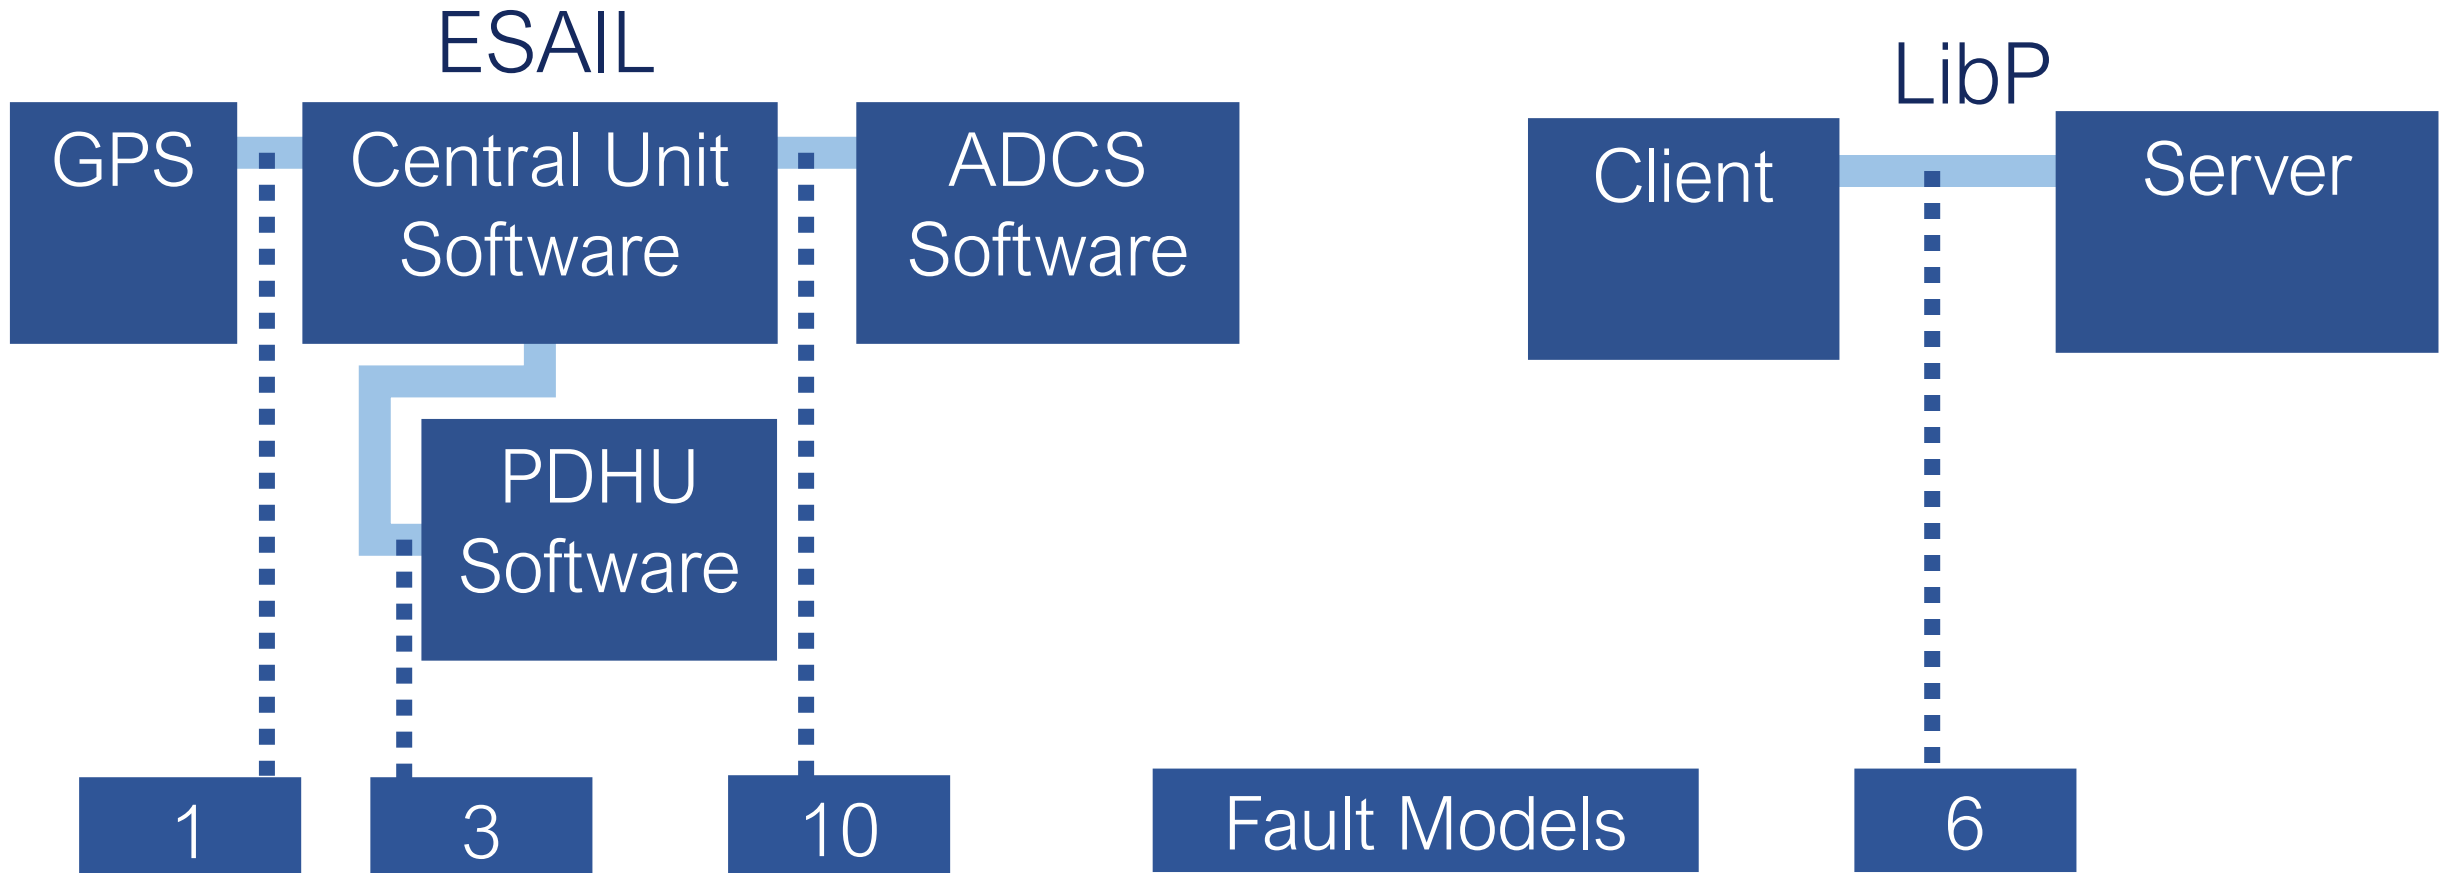 ESAIL
GPS
Central Unit
Software
ADCS
Software
PDHU
Software
LibP
Client
Server
1
3
10
Fault Models
6